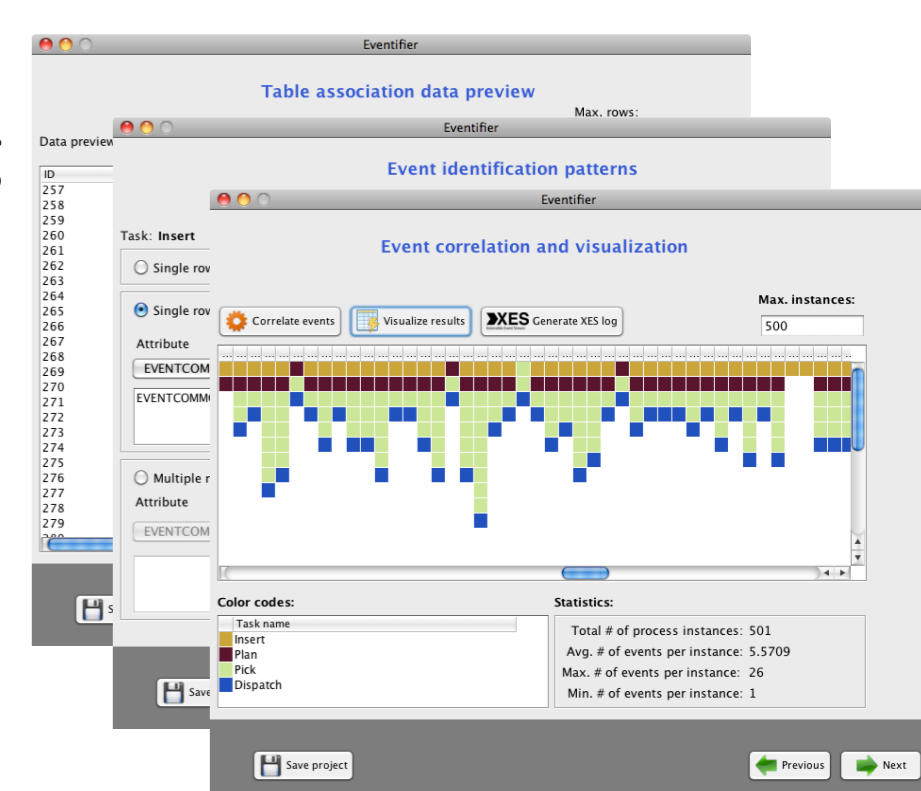 Eventifier
Table association data preview
Max. rows:
Data preview
ID
257
258
259
260
261
262
263
264
265
266
267
268
269
270
271
272
273
274
275
276
277
278
279
Eventifier
Event identification patterns
Task: Insert
Single row
Single row
Attribute
EVENTCOM
EVENTCOMM
Multiple r
Attribute
EVENTCOM
Save
Eventifier
Event correlation and visualization
Max. instances:
Correlate events
Visualize results
XES Generate XES log
500
Color codes:
Task name
Insert
Plan
Pick
Dispatch
Statistics:
Total # of process instances: 501
Avg. # of events per instance: 5.5709
Max. # of events per instance: 26
Min. # of events per instance: 1
Save project
Previous
Next